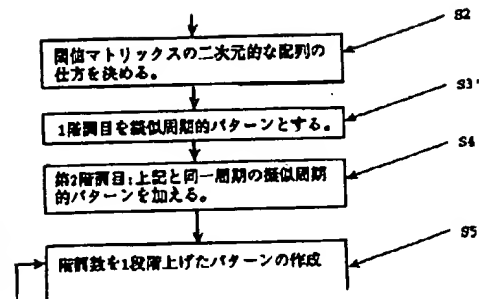 S2
閾値マトリックスの二次元的な配列の
仕方を決める。
S3'
1階調目を擬似周期的パターンとする。
S4
第2階調目:上記と同一周期の擬似周期
的パターンを加える。
S5
階調数を1段階上げたパターンの作成